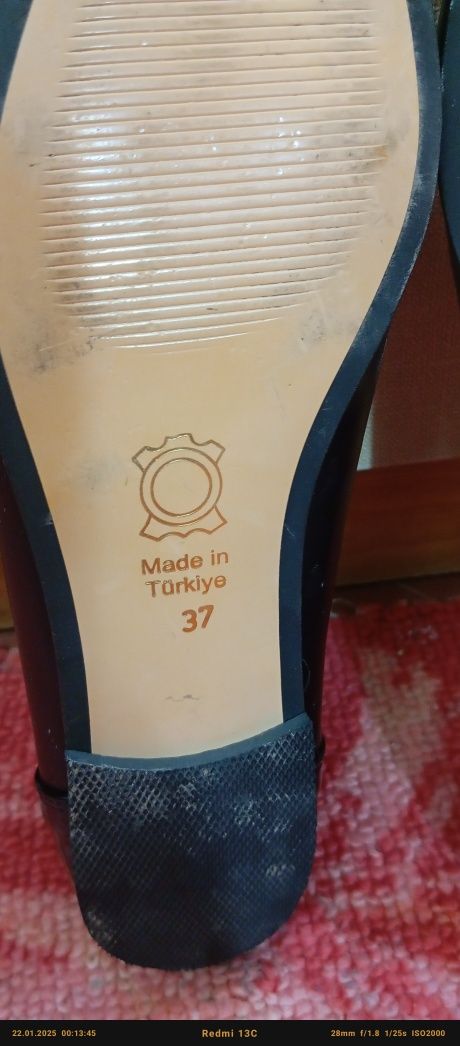 Made in
Türkiye
37
22.01.2025 00:13:45 Redmi 13C 28mm f/1.8 1/25s ISO2000